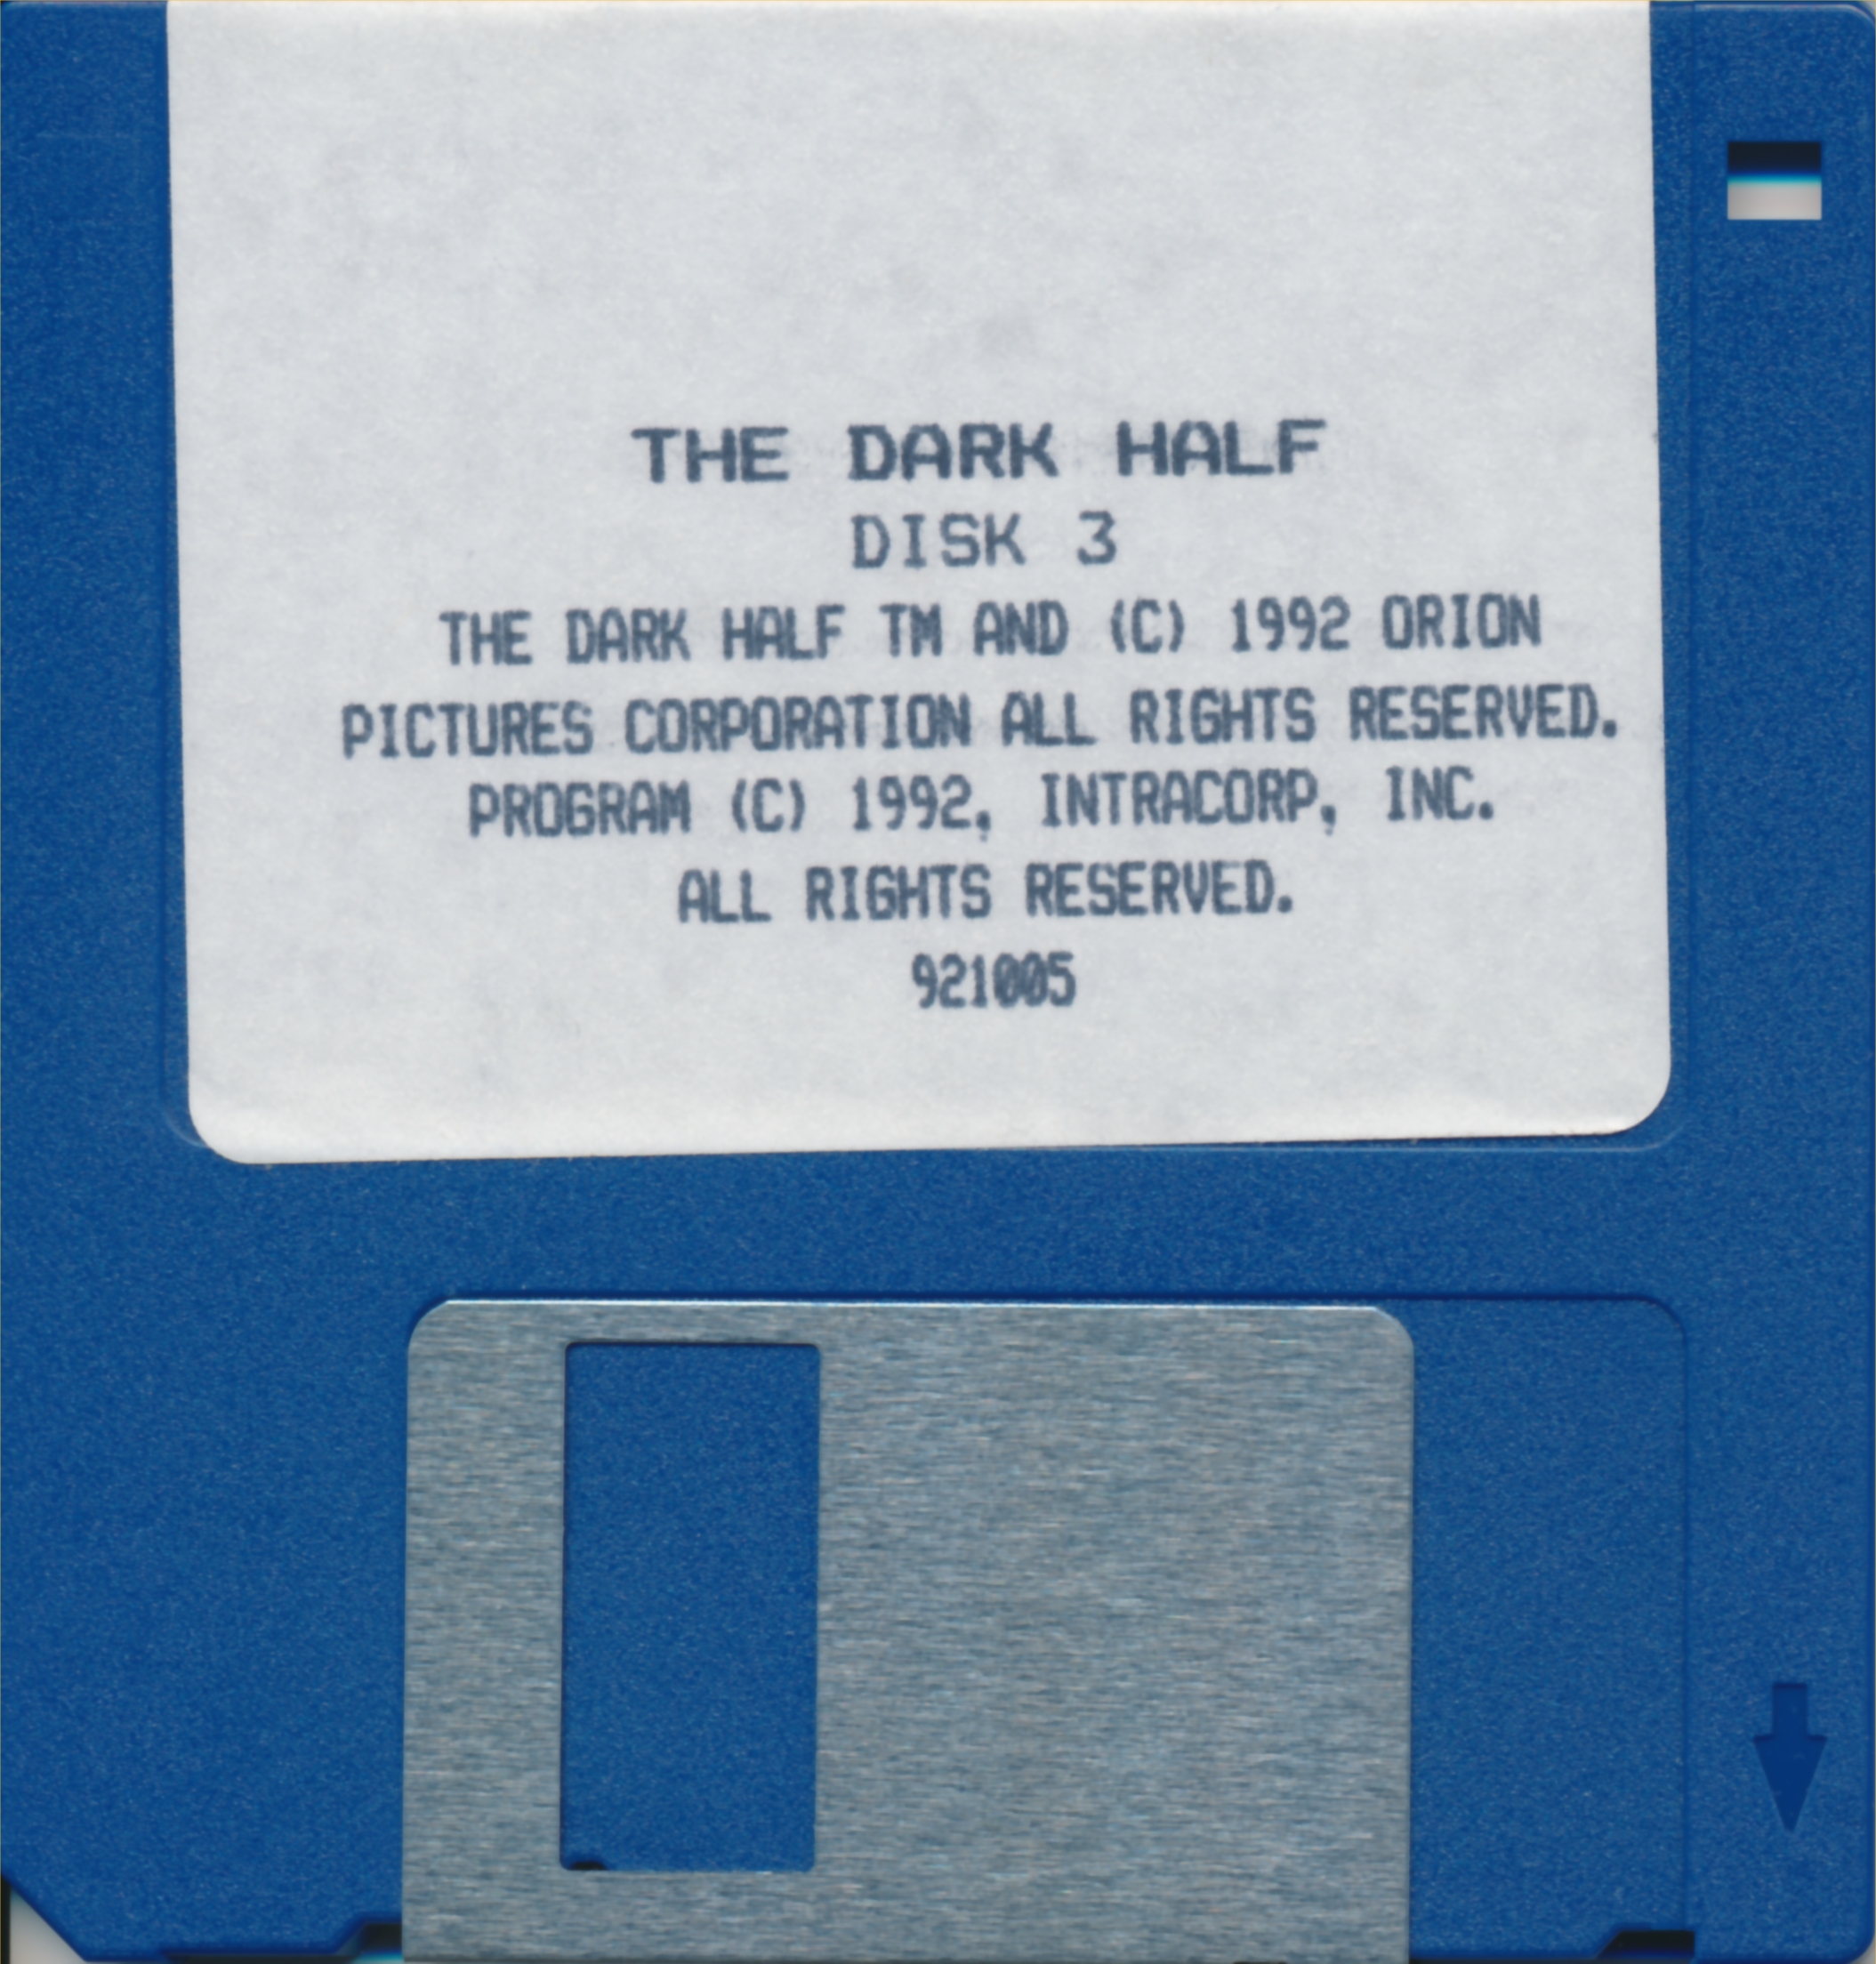 THE DARK HALF
DISK 3
THE DARK HALF TM AND (C) 1992 ORION
PICTURES CORPORATION ALL RIGHTS RESERVED.
PROGRAM (C) 1992, INTRACORP, INC.
ALL RIGHTS RESERVED.
921005